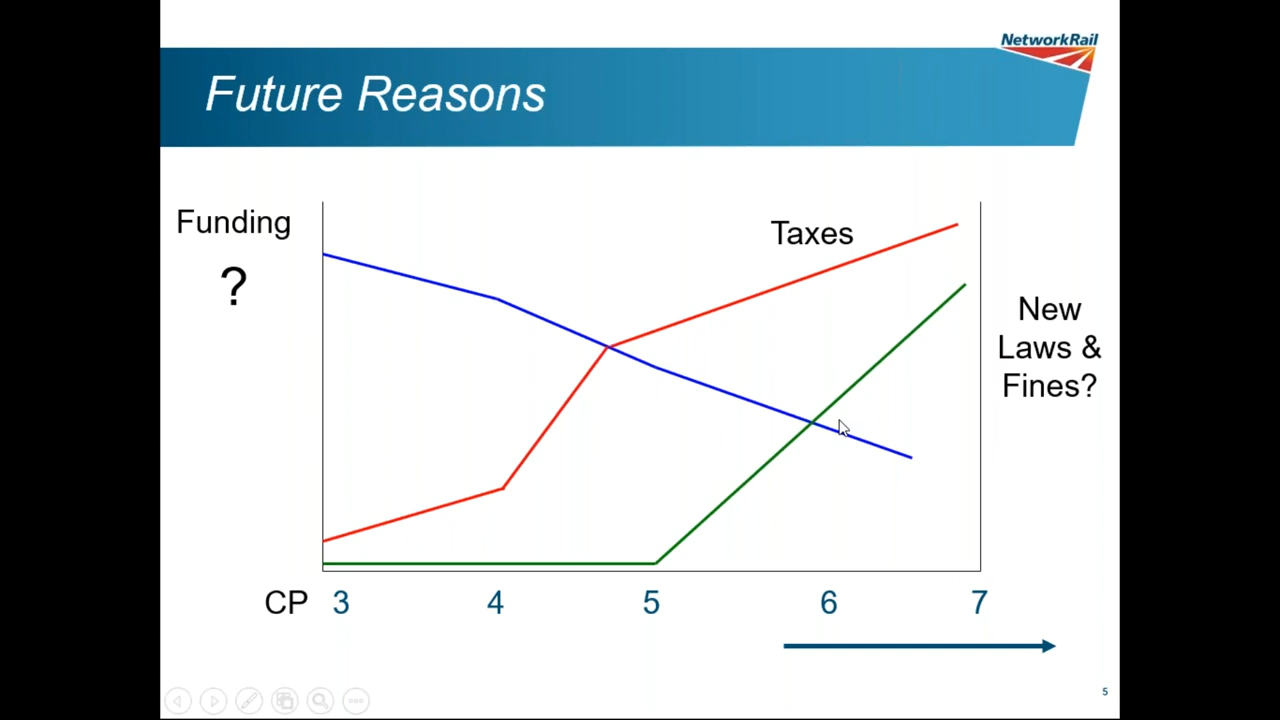 NetworkRail
Future Reasons
Funding
?
Taxes
New
Laws &
Fines?
CP 3 4 5 6 7
5